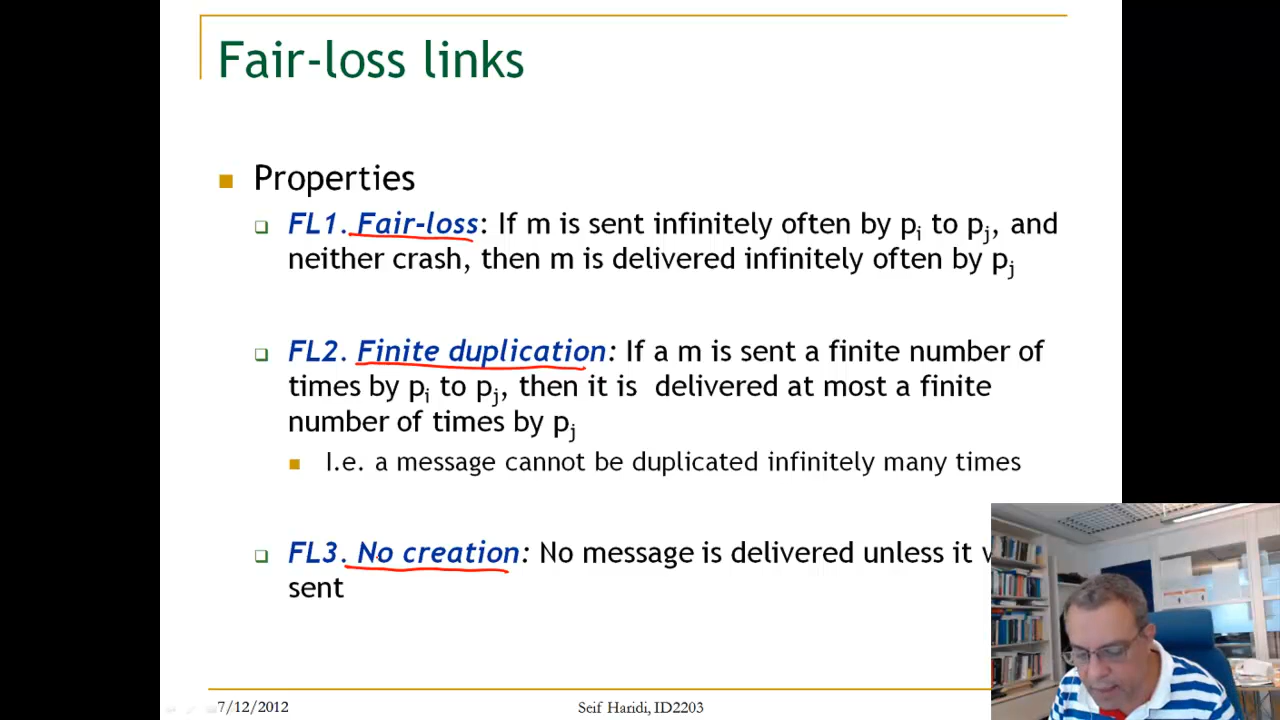 Fair-loss links
Properties
FL1. Fair-loss: If m is sent infinitely often by pi to pj, and
neither crash, then m is delivered infinitely often by pj
FL2. Finite duplication: If a m is sent a finite number of
times by pi to pj, then it is delivered at most a finite
number of times by pj
I.e. a message cannot be duplicated infinitely many times
FL3. No creation: No message is delivered unless it
sent
7/12/2012
Seif Haridi, ID2203